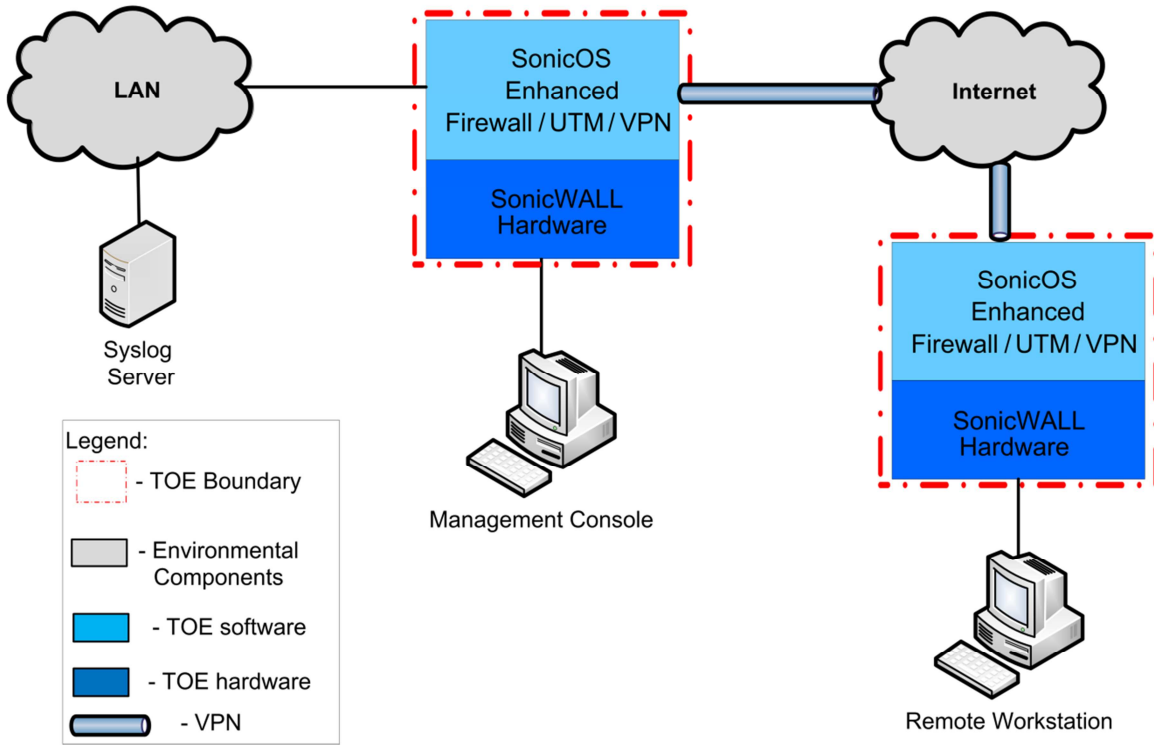 LAN
SonicOS
Enhanced
Firewall / UTM / VPN
SonicWALL
Hardware
Internet
Syslog
Server
Management Console
SonicOS
Enhanced
Firewall / UTM / VPN
SonicWALL
Hardware
Remote Workstation
Legend:
- TOE Boundary
- Environmental
Components
- TOE software
- TOE hardware
- VPN